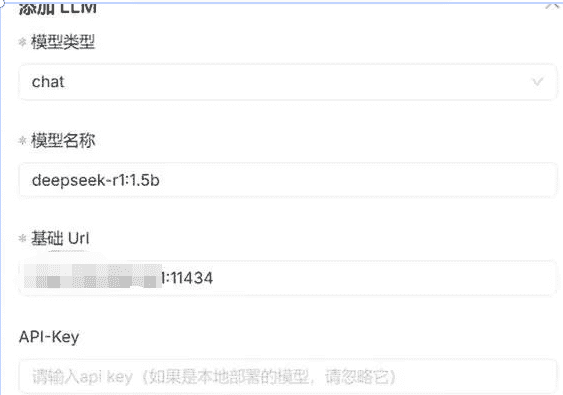 添加 LLM
* 模型类型
chat
* 模型名称
deepseek-r1:1.5b
* 基础 Url
1:11434
API-Key
请输入api key（如果是本地部署的模型，请忽略它）